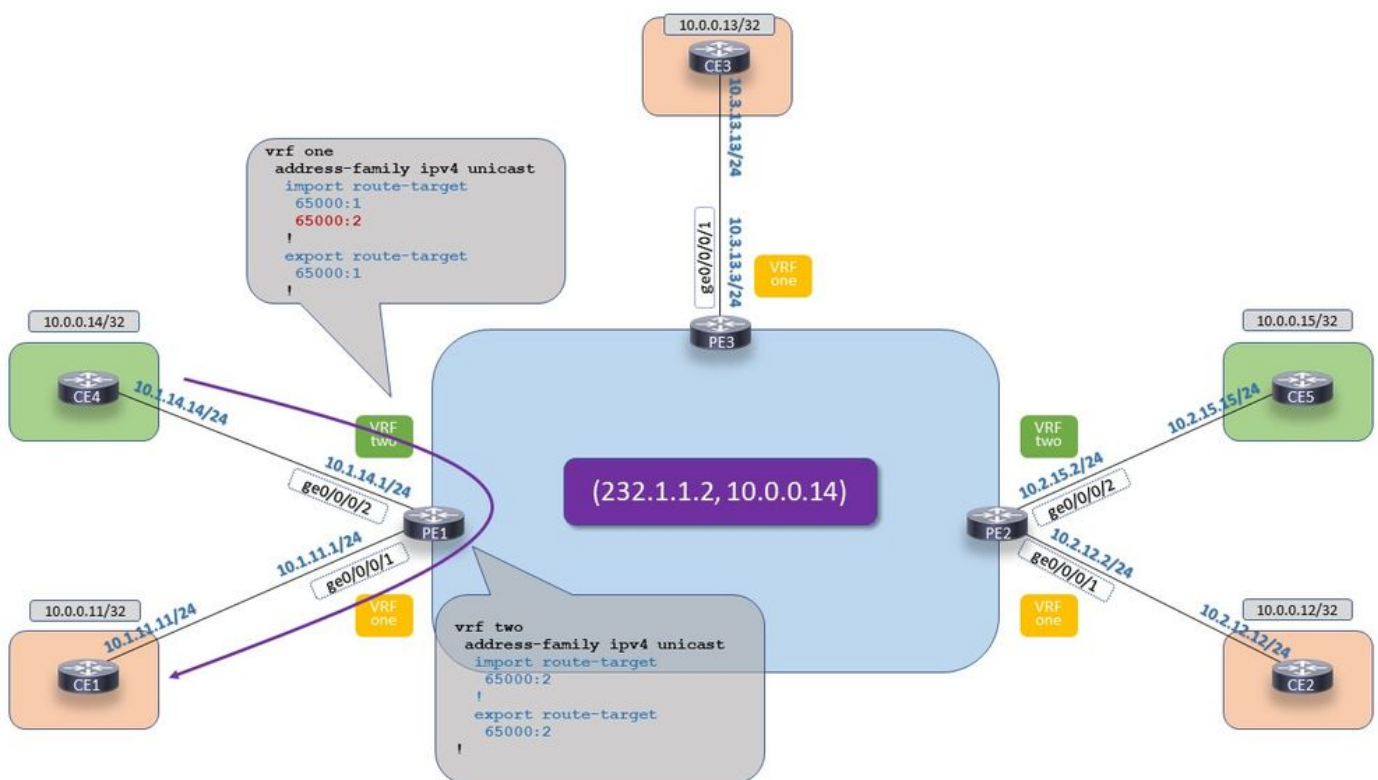 10.0.0.13/32
CE3
10.3.13.13/24
vrf one
address-family ipv4 unicast
import route-target
65000:1
65000:2
!
export route-target
65000:1
!
ge0/0/0/1
10.3.13.3/24
VRF
one
PE3
10.0.0.14/32
CE4
10.1.14.14/24
VRF
two
10.1.14.1/24
ge0/0/0/2
PE1
10.1.11.1/24
ge0/0/0/1
VRF
one
10.0.0.11/32
10.1.11.11/24
CE1
(232.1.1.2, 10.0.0.14)
vrf two
address-family ipv4 unicast
import route-target
65000:2
!
export route-target
65000:2
!
10.0.0.15/32
CE5
10.2.15.15/24
VRF
two
10.2.15.2/24
ge0/0/0/2
PE2
10.2.12.2/24
ge0/0/0/1
VRF
one
10.0.0.12/32
10.2.12.12/24
CE2